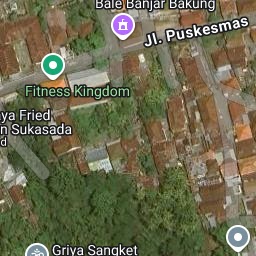 Bale Banjar Bakung
Jl. Puskesmas
Fitness Kingdom
ya Fried
n Sukasada
d
Griya Sangket